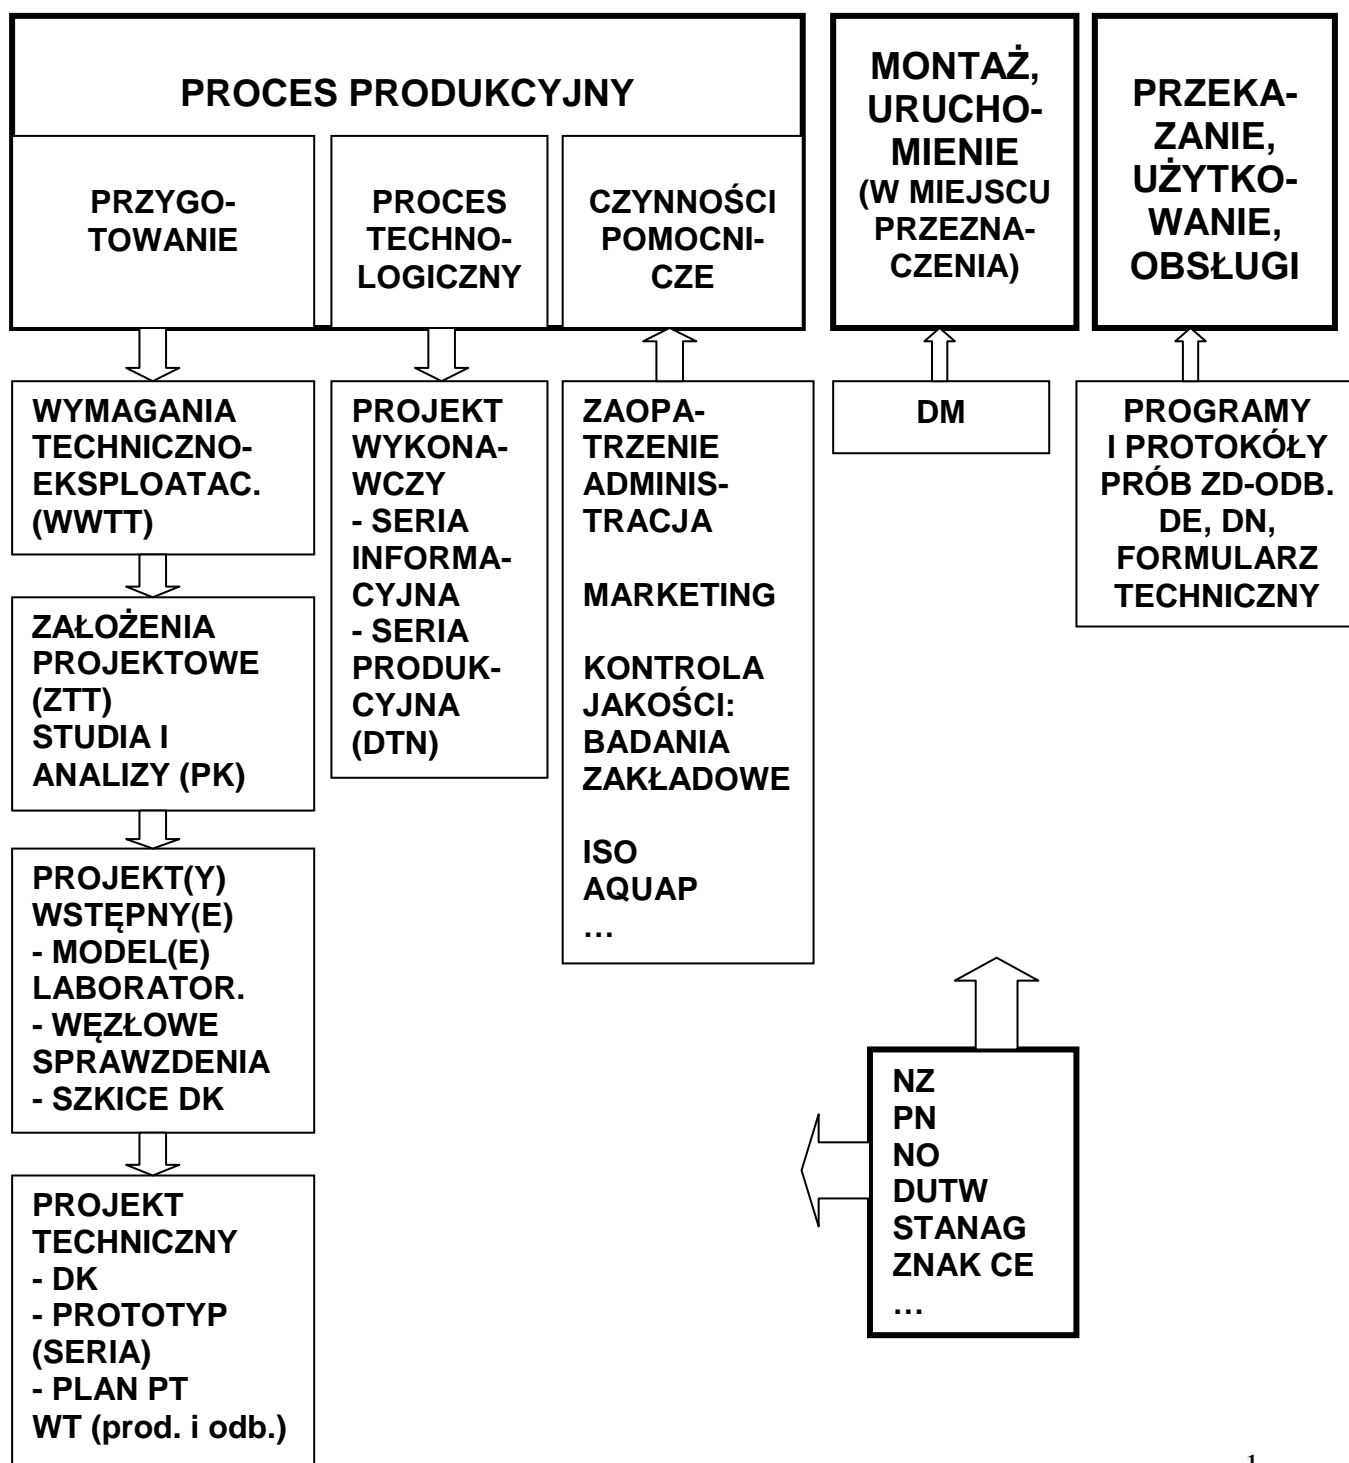 PROCES PRODUKCYJNY
PRZYGO-
TOWANIE
PROCES
TECHNO-
LOGICZNY
CZYNNOŚCI
POMOCNI-
CZE
MONTAŻ,
URUCHO-
MIENIE
(W MIEJSCU
PRZEZNA-
CZENIA)
PRZEKA-
ZANIE,
UŻYTKO-
WANIE,
OBSŁUGI
WYMAGANIA
TECHNICZNO-
EKSPLOATAC.
(WWTT)
ZAŁOŻENIA
PROJEKTOWE
(ZTT)
STUDIA I
ANALIZY (PK)
PROJEKT(Y)
WSTĘPNY(E)
- MODEL(E)
LABORATOR.
- WĘZŁOWE
SPRAWZDENIA
- SZKICE DK
PROJEKT
TECHNICZNY
- DK
- PROTOTYP
(SERIA)
- PLAN PT
WT (prod. i odb.)
PROJEKT
WYKONA-
WCZY
- SERIA
INFORMA-
CYJNA
- SERIA
PRODUK-
CYJNA
(DTN)
ZAOPA-
TRZENIE
ADMINIS-
TRACJA
MARKETING
KONTROLA
JAKOŚCI:
BADANIA
ZAKŁADOWE
ISO
AQUAP
…
DM
PROGRAMY
I PROTOKÓŁY
PRÓB ZD-ODB.
DE, DN,
FORMULARZ
TECHNICZNY
NZ
PN
NO
DUTW
STANAG
ZNAK CE
…
1